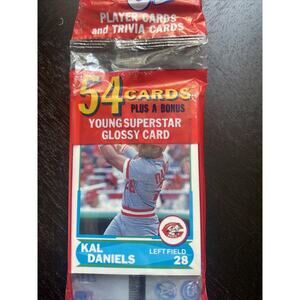 PLAYER CARDS
and TRIVIA CARDS
54 CARDS
PLUS A BONUS
YOUNG SUPERSTAR
GLOSSY CARD
KAL
DANIELS
LEFT FIELD
28